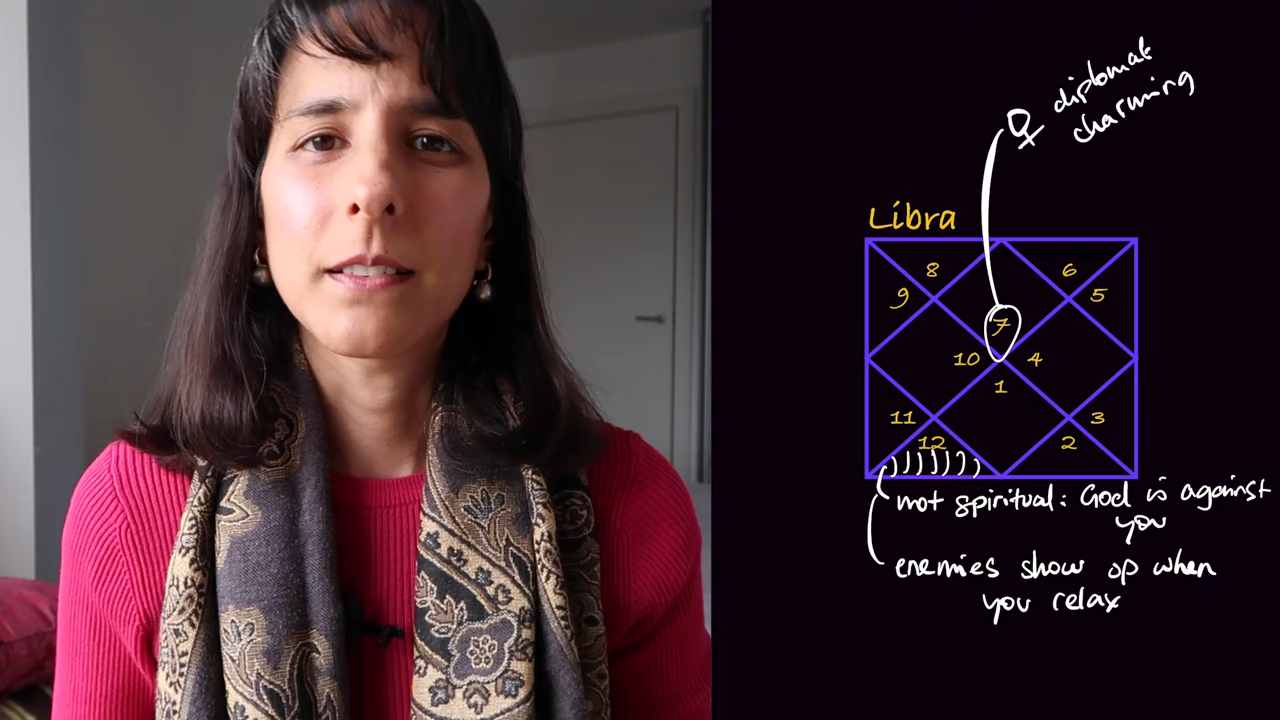 ♀ diplomat
charming
Libra
8
6
9
5
7
10
4
1
11
3
12
2
not spiritual: God is against
you
enemies show op when
you relax